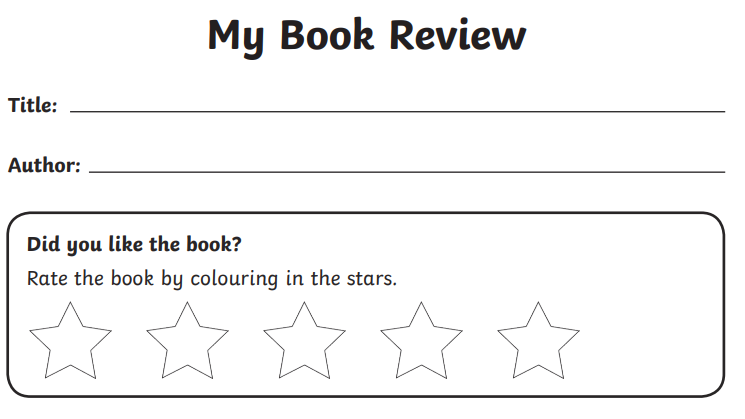 My Book Review
Title:
Author:
Did you like the book?
Rate the book by colouring in the stars.